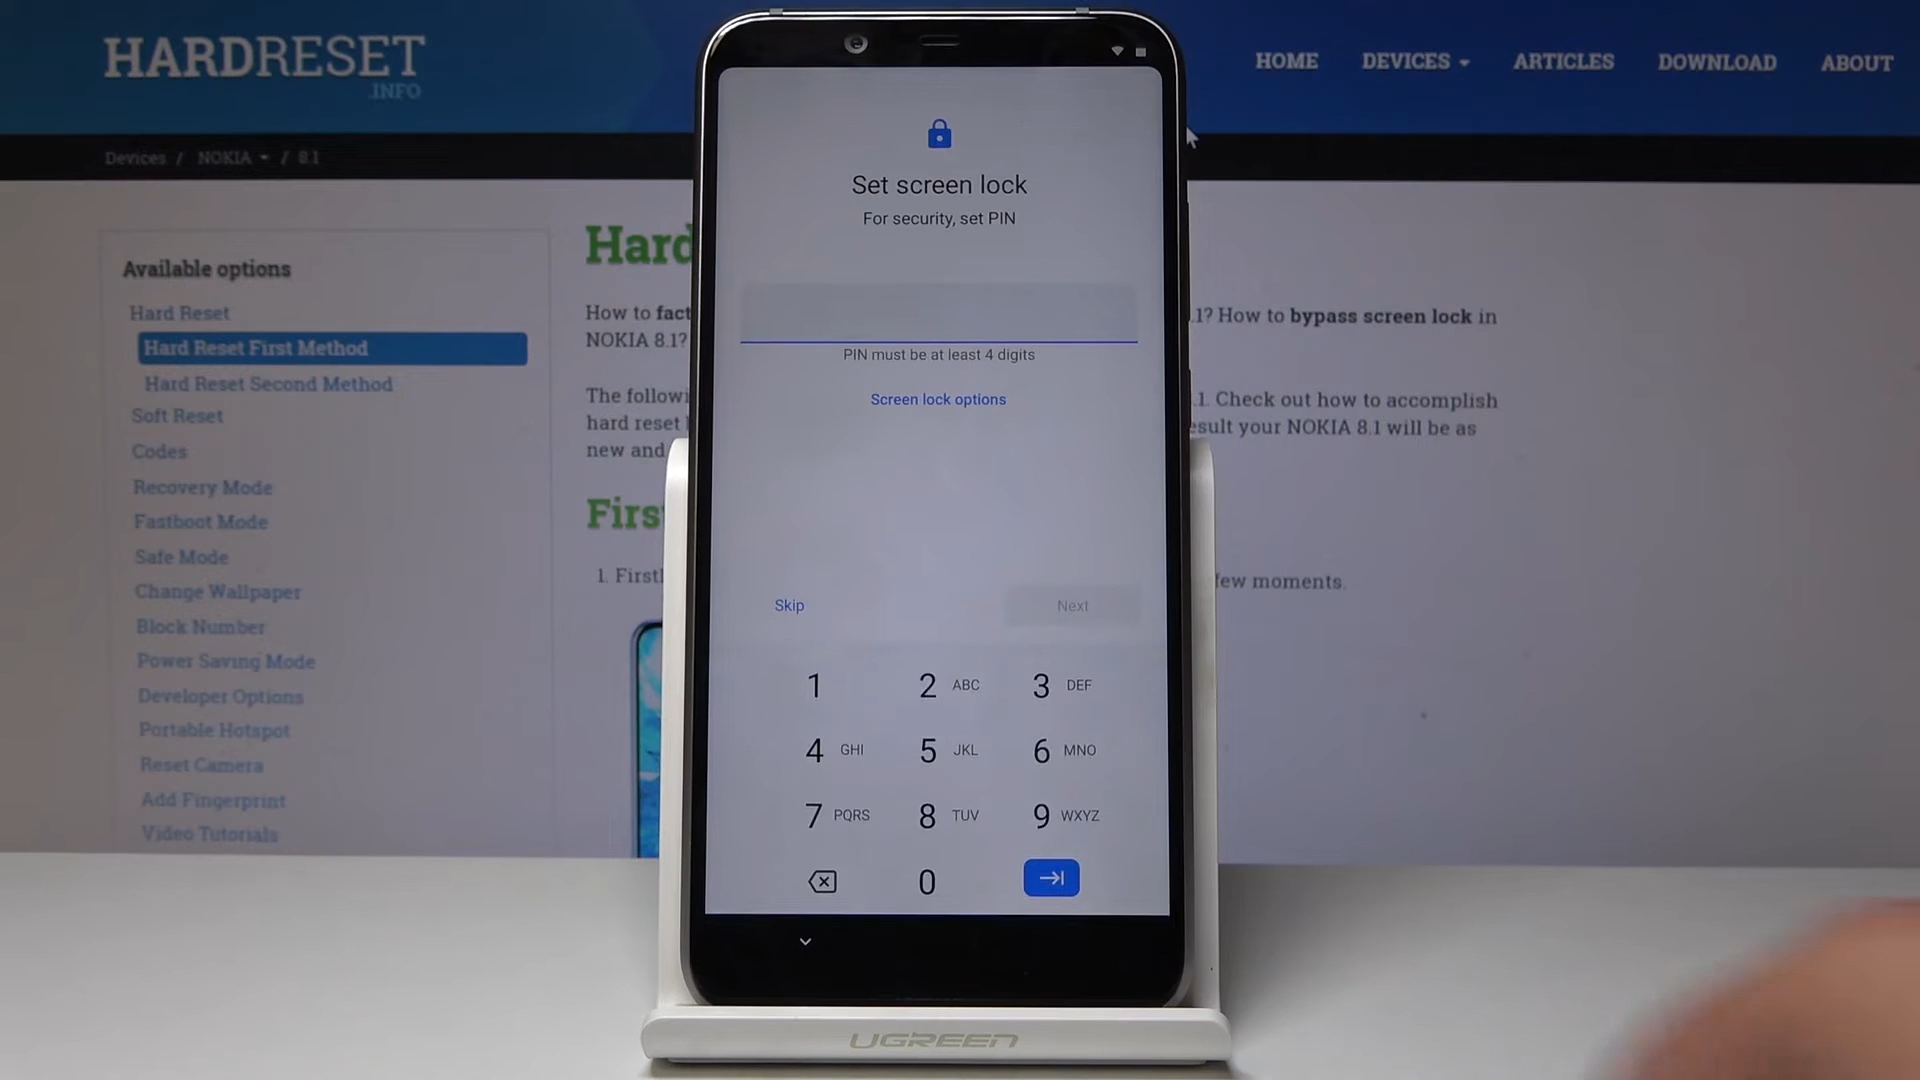 HARDRESET
.INFO
HOME DEVICES ARTICLES DOWNLOAD ABOUT
Devices / NOKIA / 8.1
Available options
Hard Reset
Hard Reset First Method
Hard Reset Second Method
Soft Reset
Codes
Recovery Mode
Fastboot Mode
Safe Mode
Change Wallpaper
Block Number
Power Saving Mode
Developer Options
Portable Hotspot
Reset Camera
Add Fingerprint
Video Tutorials
Hard
How to fact
.1? How to bypass screen lock in
NOKIA 8.1?
The followi
1. Check out how to accomplish
hard reset
esult your NOKIA 8.1 will be as
new and
Firs
1. Firstl
few moments.
Set screen lock
For security, set PIN
PIN must be at least 4 digits
Screen lock options
Skip Next
1 2 ABC 3 DEF
4 GHI 5 JKL 6 MNO
7 PQRS 8 TUV 9 WXYZ
0
UGREEN